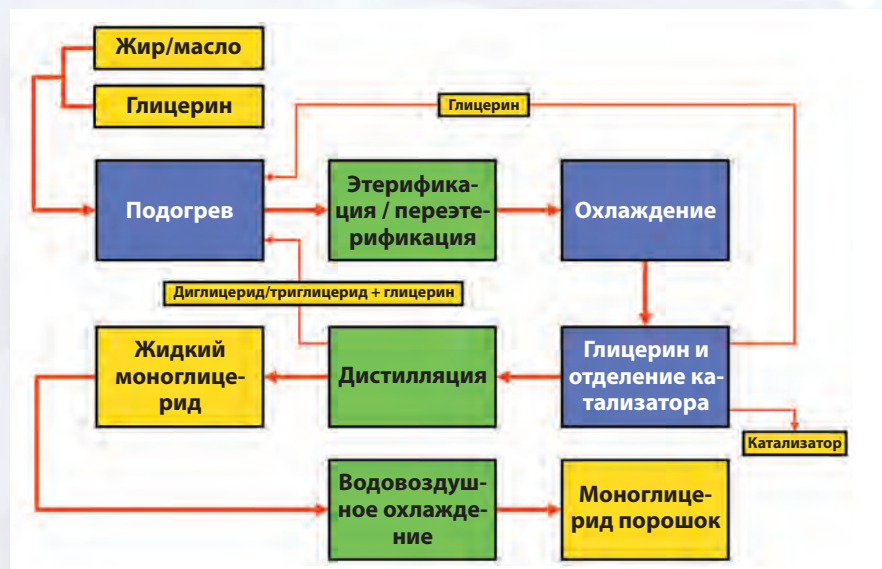 Жир/масло
Глицерин
Глицерин
Подогрев
Этерифика-
ция / переэте-
рификация
Охлаждение
Диглицерид/триглицерид + глицерин
Жидкий
моноглице-
рид
Дистилляция
Глицерин и
отделение ка-
тализатора
Катализатор
Водовоздуш-
ное охлажде-
ние
Моноглице-
рид порошок